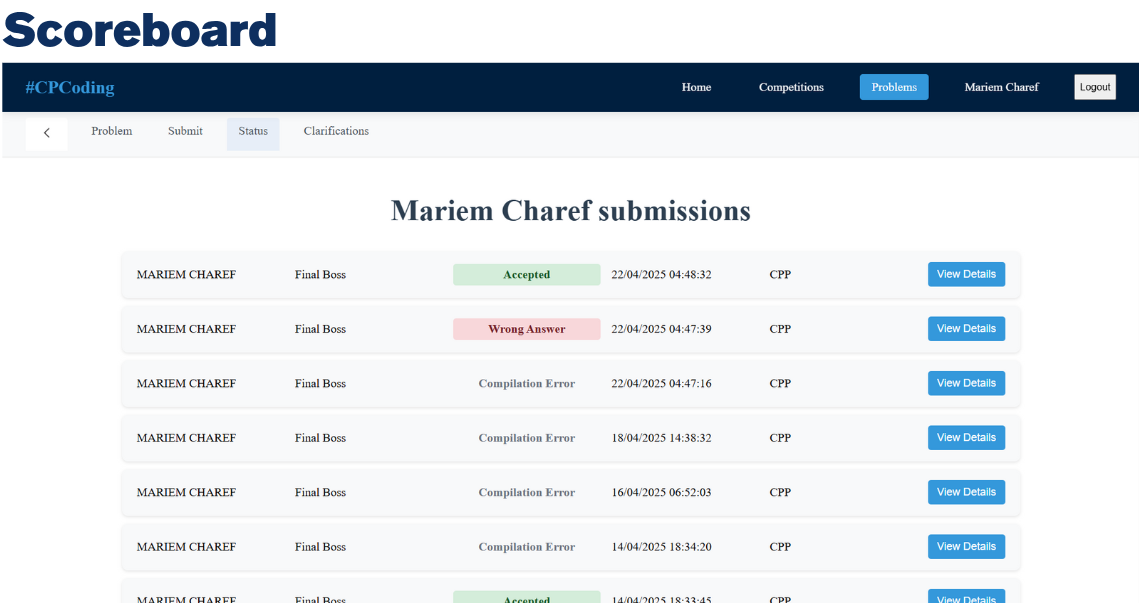 Scoreboard
#CPCoding Home Competitions Problems Mariem Charef Logout
Problem Submit Status Clarifications
Mariem Charef submissions
MARIEM CHAREF Final Boss Accepted 22/04/2025 04:48:32 CPP View Details
MARIEM CHAREF Final Boss Wrong Answer 22/04/2025 04:47:39 CPP View Details
MARIEM CHAREF Final Boss Compilation Error 22/04/2025 04:47:16 CPP View Details
MARIEM CHAREF Final Boss Compilation Error 18/04/2025 14:38:32 CPP View Details
MARIEM CHAREF Final Boss Compilation Error 16/04/2025 06:52:03 CPP View Details
MARIEM CHAREF Final Boss Compilation Error 14/04/2025 18:34:20 CPP View Details
MARIEM CHAREF Final Boss Accepted 14/04/2025 18:33:45 CPP View Details